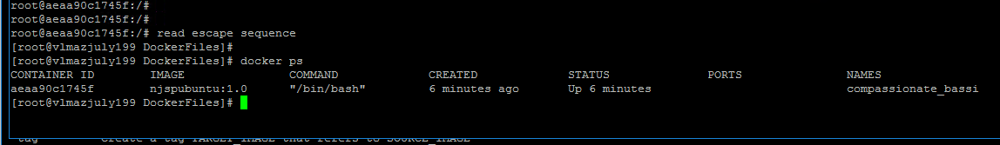 root@aeaa90c1745f:/#
root@aeaa90c1745f:/#
root@aeaa90c1745f:/# read escape sequence
[root@vlmazjuly199 DockerFiles]#
[root@vlmazjuly199 DockerFiles]# docker ps
CONTAINER ID IMAGE COMMAND CREATED STATUS PORTS NAMES
aeaa90c1745f njspubuntu:1.0 "/bin/bash" 6 minutes ago Up 6 minutes compassionate_bassi
[root@vlmazjuly199 DockerFiles]#
tag Create a tag TARGET_IMAGE that refers to SOURCE_IMAGE